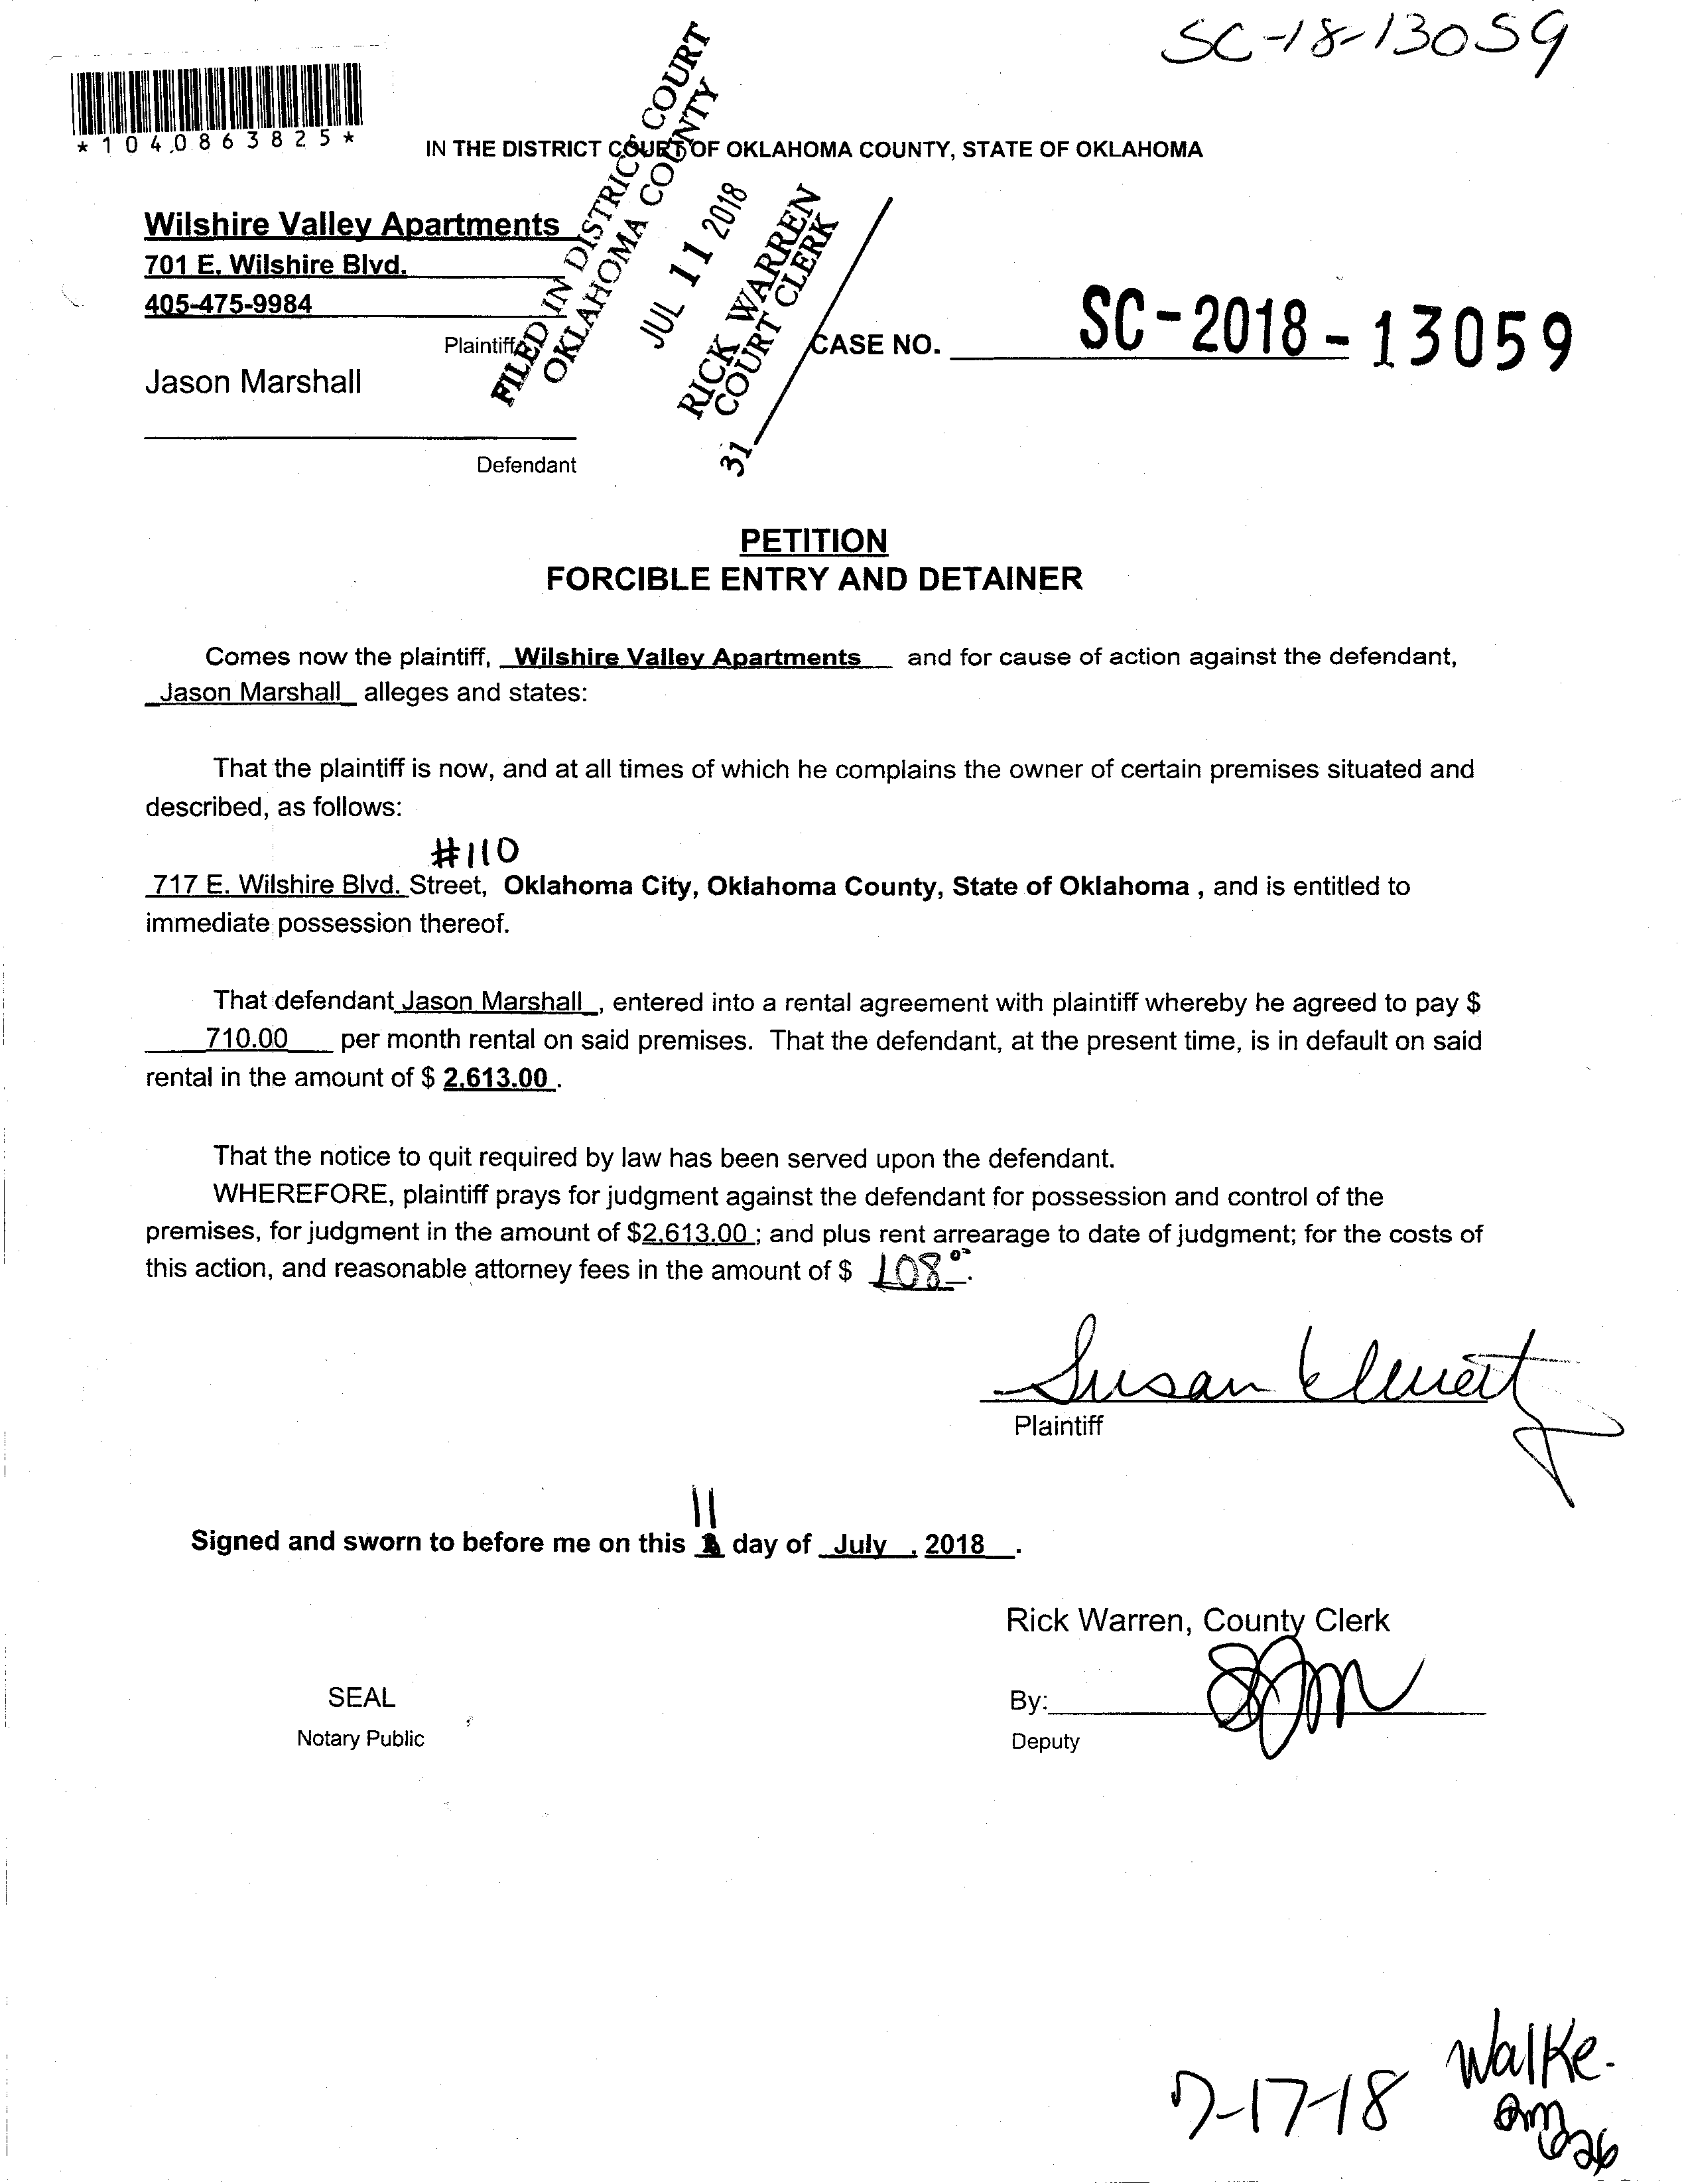 SC-18-13059
*1040863825*
IN THE DISTRICT COURT OF OKLAHOMA COUNTY, STATE OF OKLAHOMA
FILED IN DISTRICT COURT
OKLAHOMA COUNTY
JUL 11 2018
RICK WARREN
COURT CLERK
31
Wilshire Valley Apartments
701 E. Wilshire Blvd.
405-475-9984
Plaintiff
CASE NO. SC-2018-13059
Jason Marshall
Defendant
PETITION
FORCIBLE ENTRY AND DETAINER
Comes now the plaintiff, Wilshire Valley Apartments and for cause of action against the defendant,
Jason Marshall alleges and states:
That the plaintiff is now, and at all times of which he complains the owner of certain premises situated and
described, as follows:
#110
717 E. Wilshire Blvd. Street, Oklahoma City, Oklahoma County, State of Oklahoma , and is entitled to
immediate possession thereof.
That defendant Jason Marshall , entered into a rental agreement with plaintiff whereby he agreed to pay $
710.00 per month rental on said premises. That the defendant, at the present time, is in default on said
rental in the amount of $ 2,613.00 .
That the notice to quit required by law has been served upon the defendant.
WHEREFORE, plaintiff prays for judgment against the defendant for possession and control of the
premises, for judgment in the amount of $2,613.00 ; and plus rent arrearage to date of judgment; for the costs of
this action, and reasonable attorney fees in the amount of $ 108.00.
Susan
Plaintiff
11
Signed and sworn to before me on this day of July , 2018 .
Rick Warren, County Clerk
SEAL
By:
Notary Public
Deputy
Walke.
7-17-18